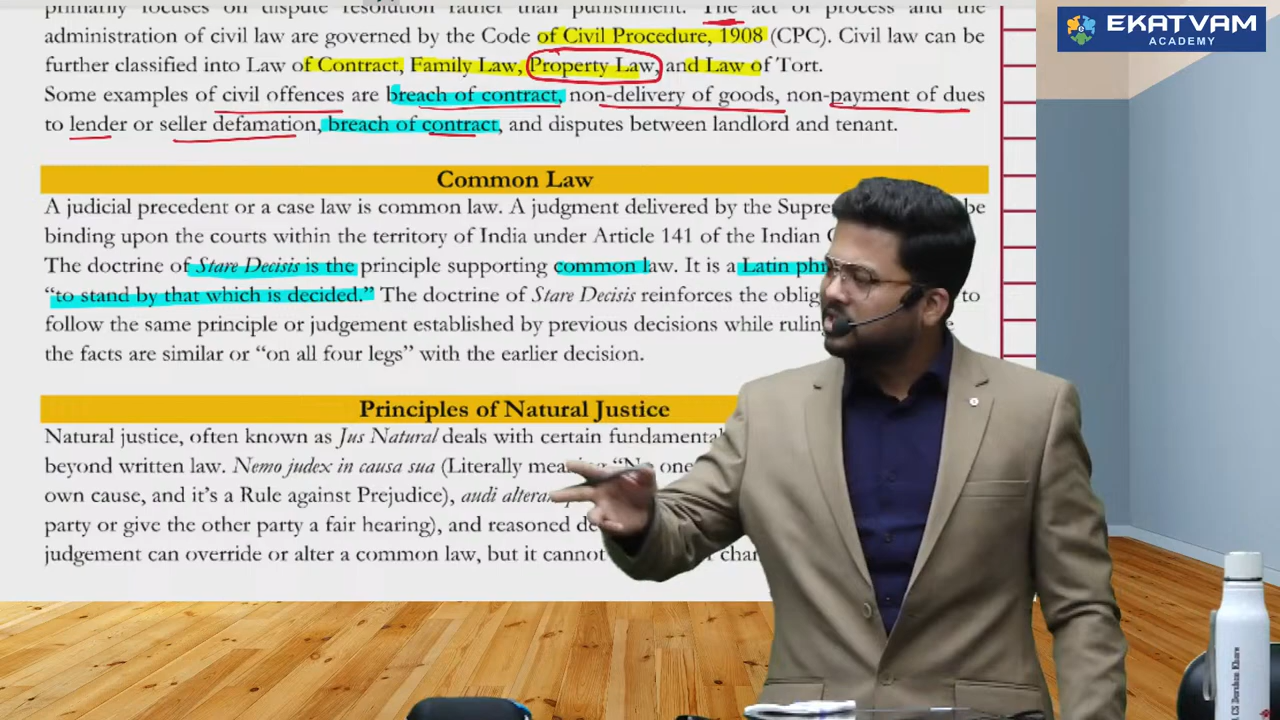 primarily focuses on dispute resolution rather than punishment. The act or process and the
administration of civil law are governed by the Code of Civil Procedure, 1908 (CPC). Civil law can be
further classified into Law of Contract, Family Law, Property Law, and Law of Tort.
Some examples of civil offences are breach of contract, non-delivery of goods, non-payment of dues
to lender or seller defamation, breach of contract, and disputes between landlord and tenant.
Common Law
A judicial precedent or a case law is common law. A judgment delivered by the be
binding upon the courts within the territory of India under Article 141 of the Indian
The doctrine of Stare Decisis is the principle supporting common law. It is a Latin
“to stand by that which is decided.” The doctrine of Stare Decisis reinforces the to
follow the same principle or judgement established by previous decisions while
the facts are similar or “on all four legs” with the earlier decision.
Principles of Natural Justice
Natural justice, often known as Jus Natural deals with certain fundamental
beyond written law. Nemo judex in causa sua (Literally “No one
own cause, and it’s a Rule against Prejudice), audi
party or give the other party a fair hearing), and reasoned
judgement can override or alter a common law, but it cannot
EKATVAM
ACADEMY
CS Darshan Khare